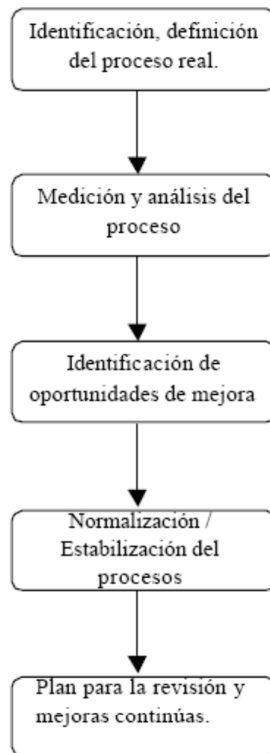 Identificación, definición
del proceso real.
Medición y análisis del
proceso
Identificación de
oportunidades de mejora
Normalización /
Estabilización del
procesos
Plan para la revisión y
mejoras continúas.